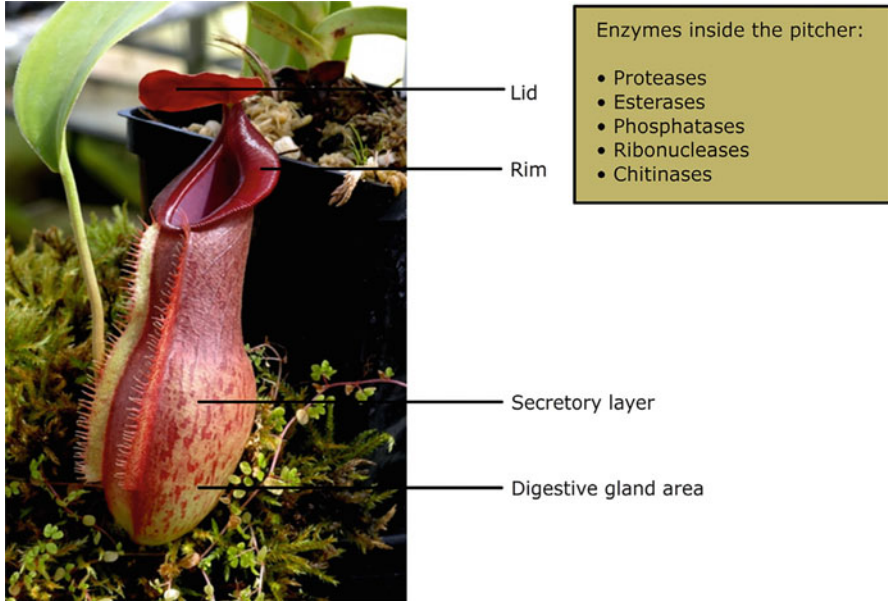 Enzymes inside the pitcher:
• Proteases
• Esterases
• Phosphatases
• Ribonucleases
• Chitinases
Lid
Rim
Secretory layer
Digestive gland area